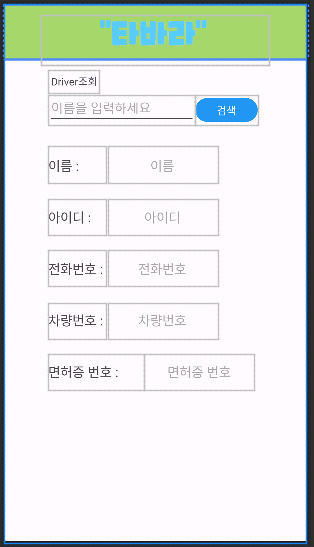 "타바라"
Driver조회
이름을 입력하세요 검색
이름 : 이름
아이디 : 아이디
전화번호 : 전화번호
차량번호 : 차량번호
면허증 번호 : 면허증 번호